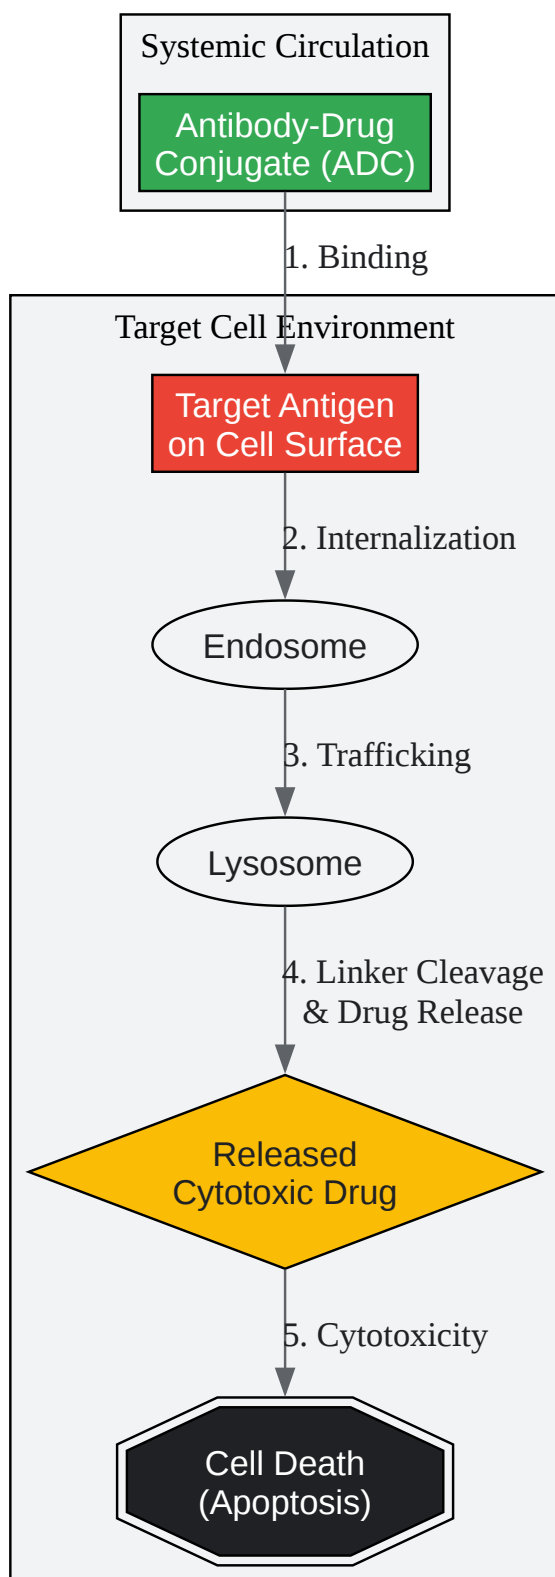 Systemic Circulation
Antibody-Drug
Conjugate (ADC)
1. Binding
Target Cell Environment
Target Antigen
on Cell Surface
2. Internalization
Endosome
3. Trafficking
Lysosome
4. Linker Cleavage
& Drug Release
Released
Cytotoxic Drug
5. Cytotoxicity
Cell Death
(Apoptosis)